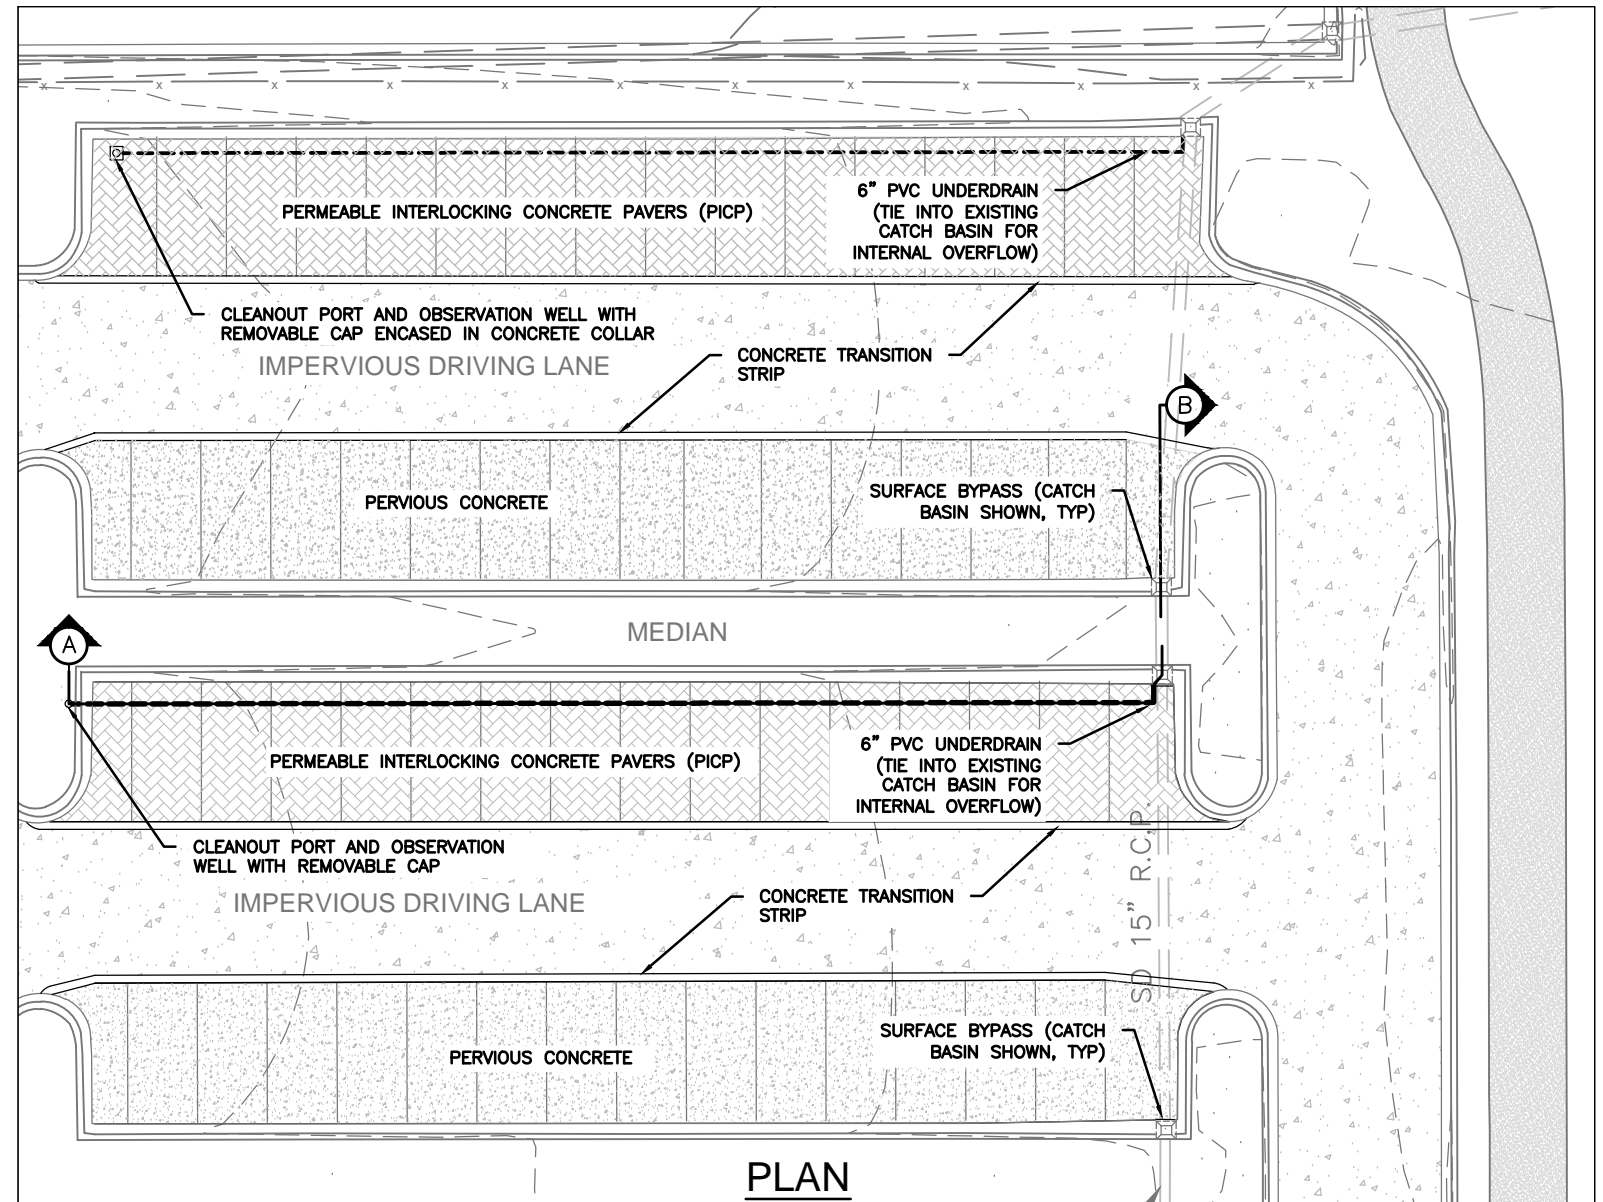 x x x x x x x x x x x x
6" PVC UNDERDRAIN
(TIE INTO EXISTING
CATCH BASIN FOR
INTERNAL OVERFLOW)
PERMEABLE INTERLOCKING CONCRETE PAVERS (PICP)
CLEANOUT PORT AND OBSERVATION WELL WITH
REMOVABLE CAP ENCASED IN CONCRETE COLLAR
IMPERVIOUS DRIVING LANE
CONCRETE TRANSITION
STRIP
B
PERVIOUS CONCRETE
SURFACE BYPASS (CATCH
BASIN SHOWN, TYP)
MEDIAN
A
6" PVC UNDERDRAIN
(TIE INTO EXISTING
CATCH BASIN FOR
INTERNAL OVERFLOW)
PERMEABLE INTERLOCKING CONCRETE PAVERS (PICP)
CLEANOUT PORT AND OBSERVATION
WELL WITH REMOVABLE CAP
IMPERVIOUS DRIVING LANE
CONCRETE TRANSITION
STRIP
SD 15" R.C.P.
PERVIOUS CONCRETE
SURFACE BYPASS (CATCH
BASIN SHOWN, TYP)
PLAN